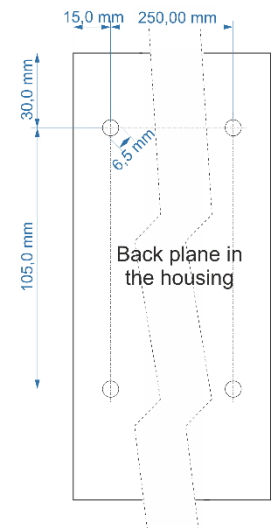 15,0 mm
250,00 mm
30,0 mm
6,5 mm
105,0 mm
Back plane in
the housing